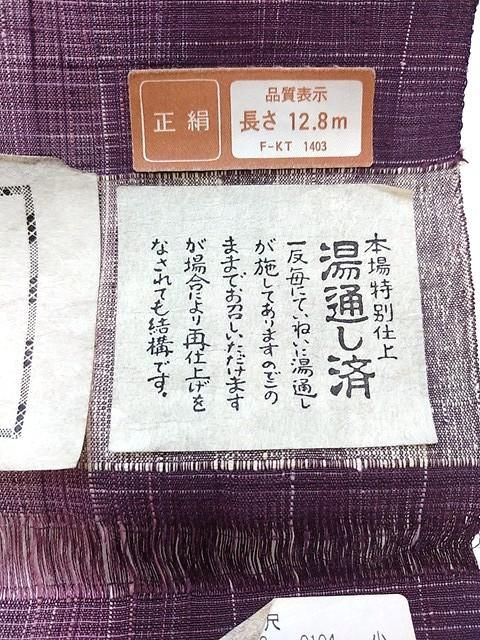 正絹
品質表示
長さ 12.8m
F-KT 1403
本場特別仕上
湯通し済
一反毎にていねいに湯通し
が施してありますのでこの
ままでお召しいただけます
が場合により再仕上げを
なされても結構です。
尺
小